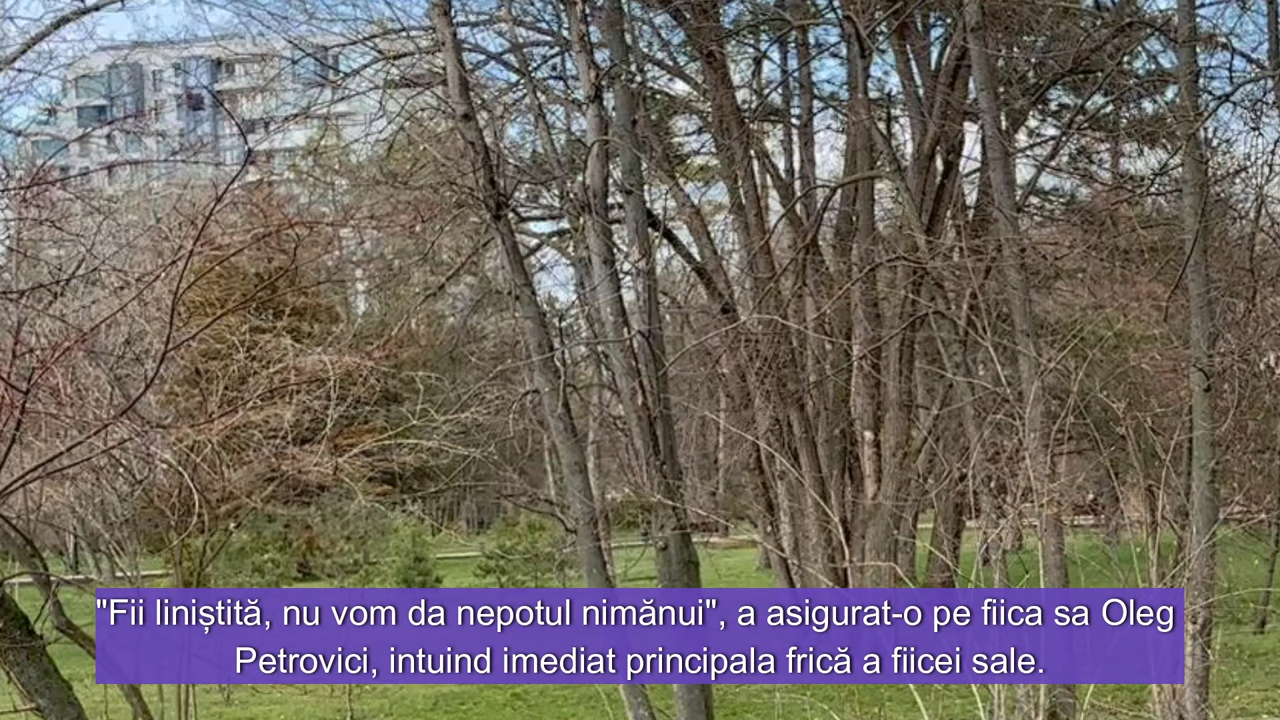 "Fii liniștită, nu vom da nepotul nimănui", a asigurat-o pe fiica sa Oleg
Petrovici, intuind imediat principala frică a fiicei sale.